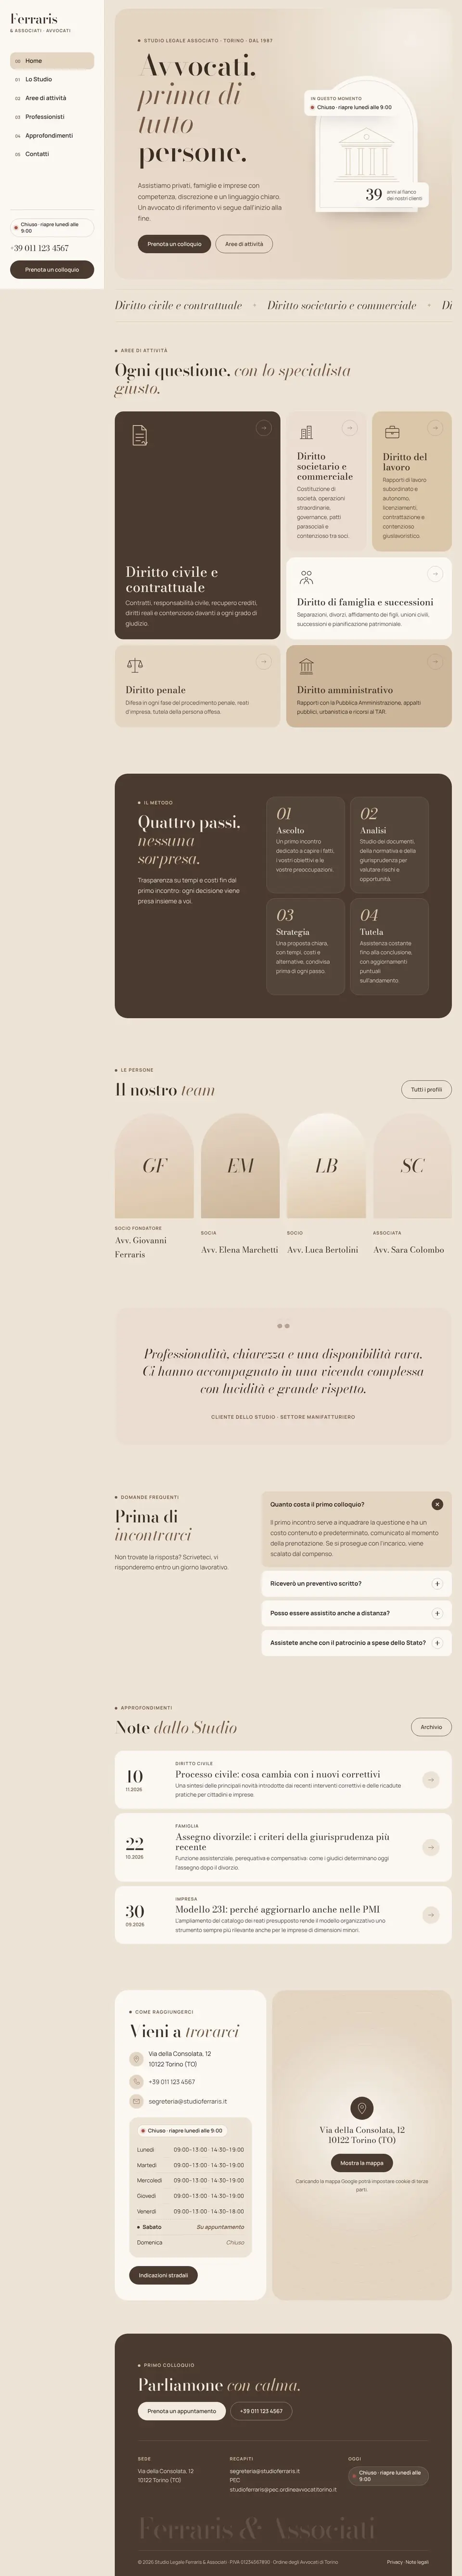 Ferraris
& ASSOCIATI · AVVOCATI
00 Home
01 Lo Studio
02 Aree di attività
03 Professionisti
04 Approfondimenti
05 Contatti
Chiuso · riapre lunedì alle
9:00
+39 011 123 4567
Prenota un colloquio
STUDIO LEGALE ASSOCIATO · TORINO · DAL 1987
Avvocati,
prima di
tutto
persone.
Assistiamo privati, famiglie e imprese con
competenza, discrezione e un linguaggio chiaro.
Un avvocato di riferimento vi segue dall'inizio alla
fine.
Prenota un colloquio
Aree di attività
IN QUESTO MOMENTO
Chiuso · riapre lunedì alle 9:00
39 anni al fianco
dei nostri clienti
Diritto civile e contrattuale
Diritto societario e commerciale
Di
AREE DI ATTIVITÀ
Ogni questione, con lo specialista
giusto.
Diritto civile e
contrattuale
Contratti, responsabilità civile, recupero crediti,
diritti reali e contenzioso davanti a ogni grado di
giudizio.
Diritto
societario e
commerciale
Costituzione di
società, operazioni
straordinarie,
governance, patti
parasociali e
contenzioso tra soci.
Diritto del
lavoro
Rapporti di lavoro
subordinato e
autonomo,
licenziamenti,
contrattazione e
contenzioso
giuslavoristico.
Diritto di famiglia e successioni
Separazioni, divorzi, affidamento dei figli, unioni civili,
successioni e pianificazione patrimoniale.
Diritto penale
Difesa in ogni fase del procedimento penale, reati
d'impresa, tutela della persona offesa.
Diritto amministrativo
Rapporti con la Pubblica Amministrazione, appalti
pubblici, urbanistica e ricorsi al TAR.
IL METODO
Quattro passi,
nessuna
sorpresa.
Trasparenza su tempi e costi fin dal
primo incontro: ogni decisione viene
presa insieme a voi.
01
Ascolto
Un primo incontro
dedicato a capire i fatti,
i vostri obiettivi e le
vostre preoccupazioni.
02
Analisi
Studio dei documenti,
della normativa e della
giurisprudenza per
valutare rischi e
opportunità.
03
Strategia
Una proposta chiara,
con tempi, costi e
alternative, condivisa
prima di ogni passo.
04
Tutela
Assistenza costante
fino alla conclusione,
con aggiornamenti
puntuali
sull'andamento.
LE PERSONE
Il nostro team
Tutti i profili
GF
EM
LB
SC
SOCIO FONDATORE
Avv. Giovanni
Ferraris
SOCIA
Avv. Elena Marchetti
SOCIO
Avv. Luca Bertolini
ASSOCIATA
Avv. Sara Colombo
Professionalità, chiarezza e una disponibilità rara.
Ci hanno accompagnato in una vicenda complessa
con lucidità e grande rispetto.
CLIENTE DELLO STUDIO · SETTORE MANIFATTURIERO
DOMANDE FREQUENTI
Prima di
incontrarci
Non trovate la risposta? Scriveteci, vi
risponderemo entro un giorno lavorativo.
Quanto costa il primo colloquio?
Il primo incontro serve a inquadrare la questione e ha un
costo contenuto e predeterminato, comunicato al momento
della prenotazione. Se si prosegue con l'incarico, viene
scalato dal compenso.
Riceverò un preventivo scritto?
Posso essere assistito anche a distanza?
Assistete anche con il patrocinio a spese dello Stato?
APPROFONDIMENTI
Note dallo Studio
Archivio
10
11.2026
DIRITTO CIVILE
Processo civile: cosa cambia con i nuovi correttivi
Una sintesi delle principali novità introdotte dai recenti interventi correttivi e delle ricadute
pratiche per cittadini e imprese.
22
10.2026
FAMIGLIA
Assegno divorzile: i criteri della giurisprudenza più
recente
Funzione assistenziale, perequativa e compensativa: come i giudici determinano oggi
l'assegno dopo il divorzio.
30
09.2026
IMPRESA
Modello 231: perché aggiornarlo anche nelle PMI
L'ampliamento del catalogo dei reati presupposto rende il modello organizzativo uno
strumento sempre più rilevante anche per le imprese di dimensioni minori.
COME RAGGIUNGERCI
Vieni a trovarci
Via della Consolata, 12
10122 Torino (TO)
+39 011 123 4567
segreteria@studioferraris.it
Chiuso · riapre lunedì alle 9:00
Lunedì 09:00–13:00 · 14:30–19:00
Martedì 09:00–13:00 · 14:30–19:00
Mercoledì 09:00–13:00 · 14:30–19:00
Giovedì 09:00–13:00 · 14:30–19:00
Venerdì 09:00–13:00 · 14:30–18:00
Sabato Su appuntamento
Domenica Chiuso
Indicazioni stradali
Via della Consolata, 12
10122 Torino (TO)
Mostra la mappa
Caricando la mappa Google potrà impostare cookie di terze
parti.
PRIMO COLLOQUIO
Parliamone con calma.
Prenota un appuntamento
+39 011 123 4567
SEDE
Via della Consolata, 12
10122 Torino (TO)
RECAPITI
segreteria@studioferraris.it
PEC
studioferraris@pec.ordineavvocatitorino.it
OGGI
Chiuso · riapre lunedì alle
9:00
Ferraris & Associati
© 2026 Studio Legale Ferraris & Associati · P.IVA 01234567890 · Ordine degli Avvocati di Torino
Privacy · Note legali